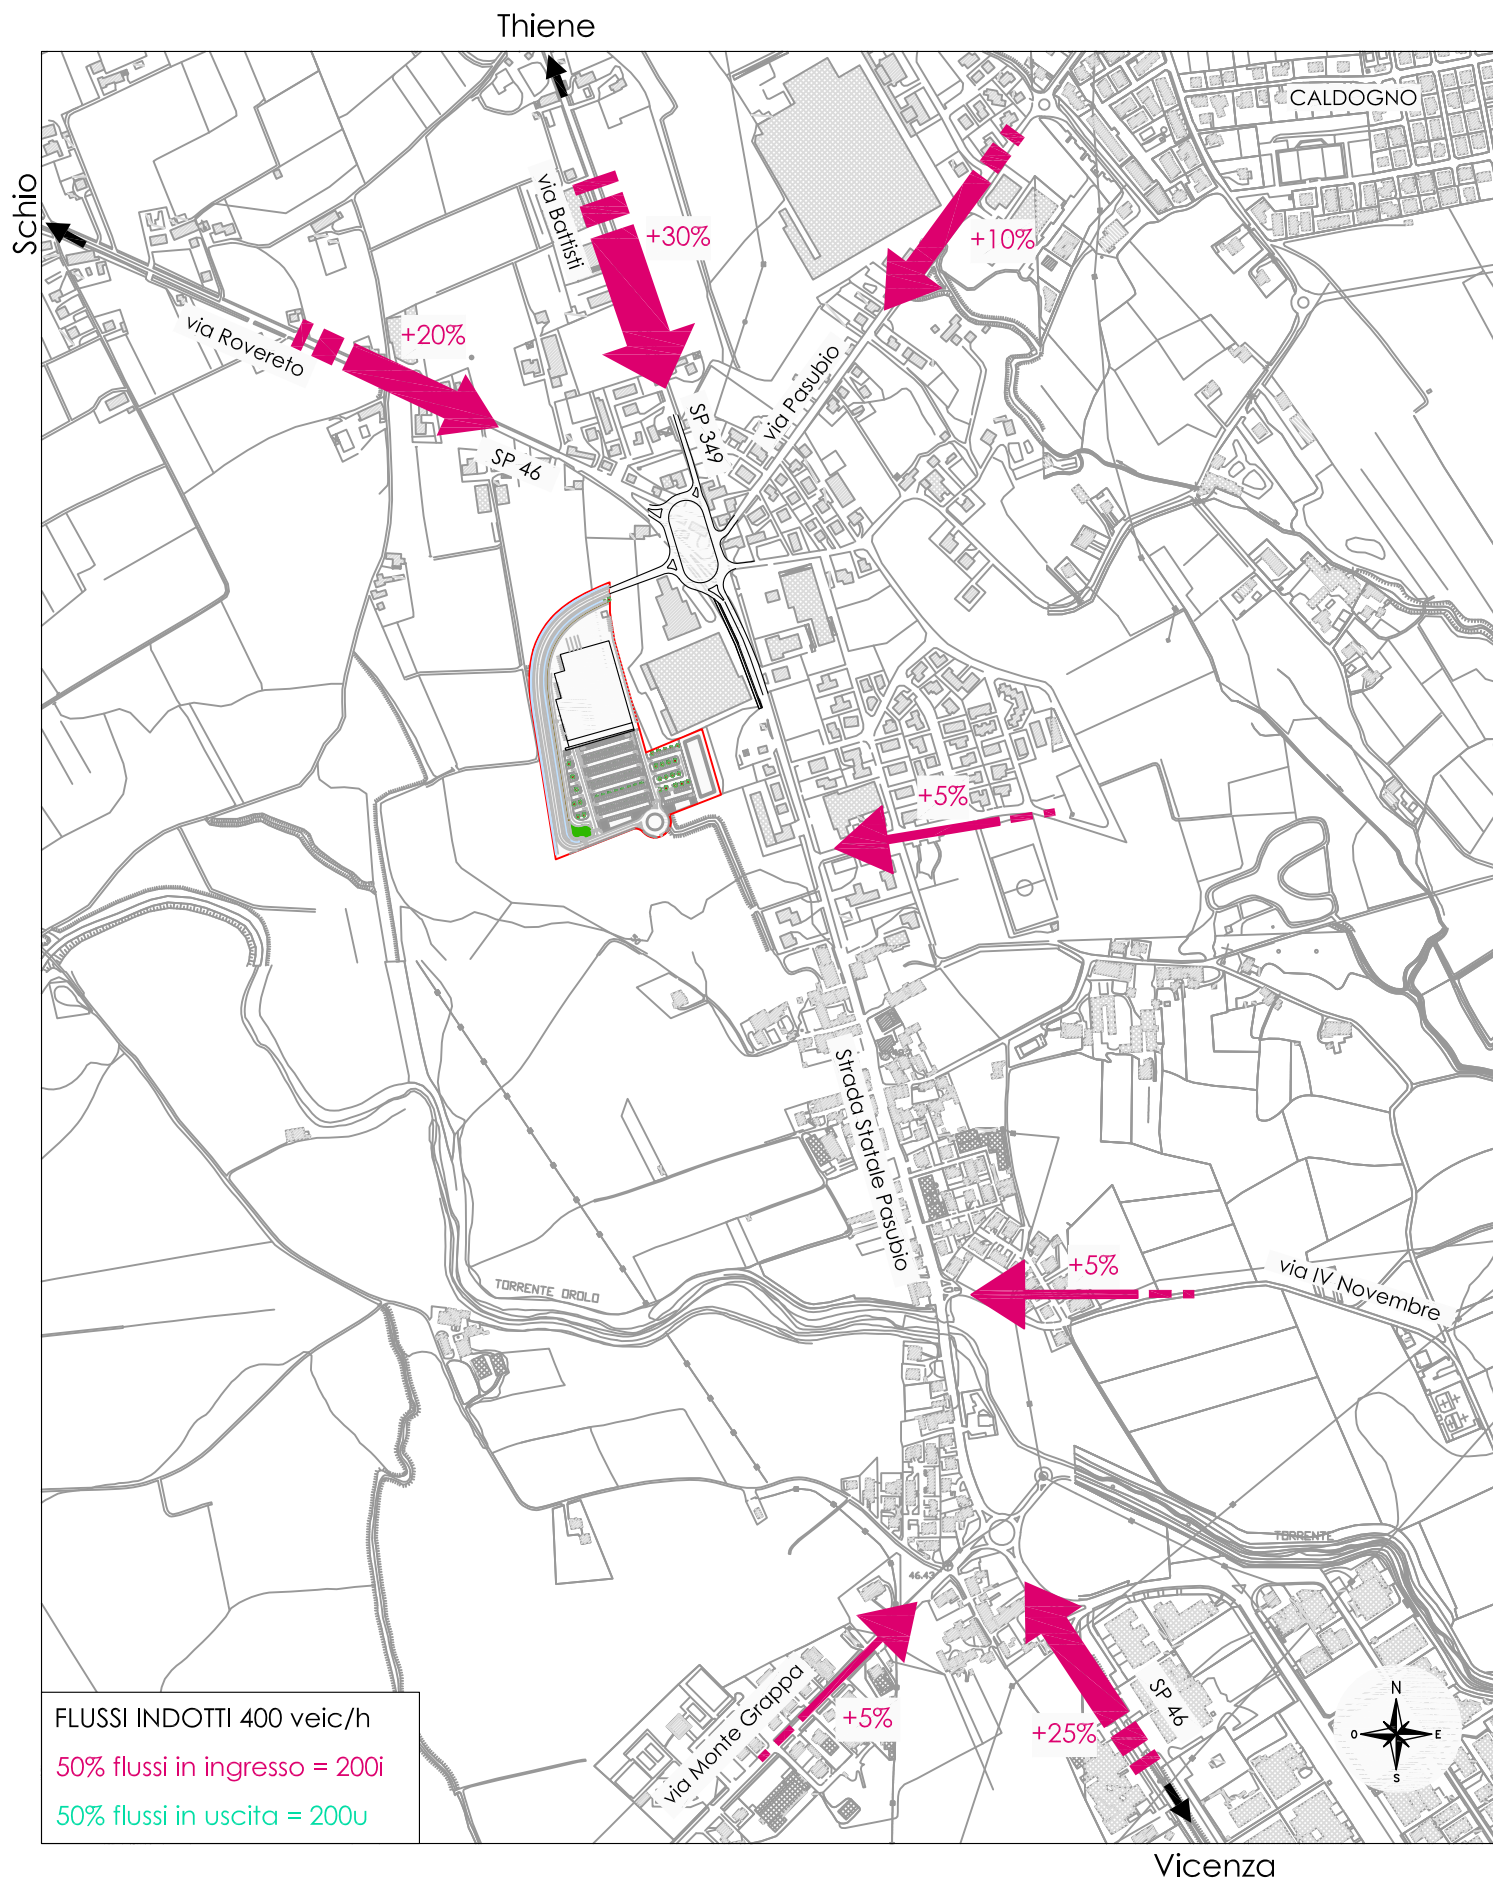 Thiene
CALDOGNO
Schio
via Battisti
+30%
+10%
via Rovereto
+20%
via Pasubio
SP 349
SP 46
+5%
Strada Statale Pasubio
+5%
via IV Novembre
TORRENTE OROLO
TORRENTE
46.43
via Monte Grappa
+5%
+25%
SP 46
N
O
E
S
FLUSSI INDOTTI 400 veic/h
50% flussi in ingresso = 200i
50% flussi in uscita = 200u
Vicenza